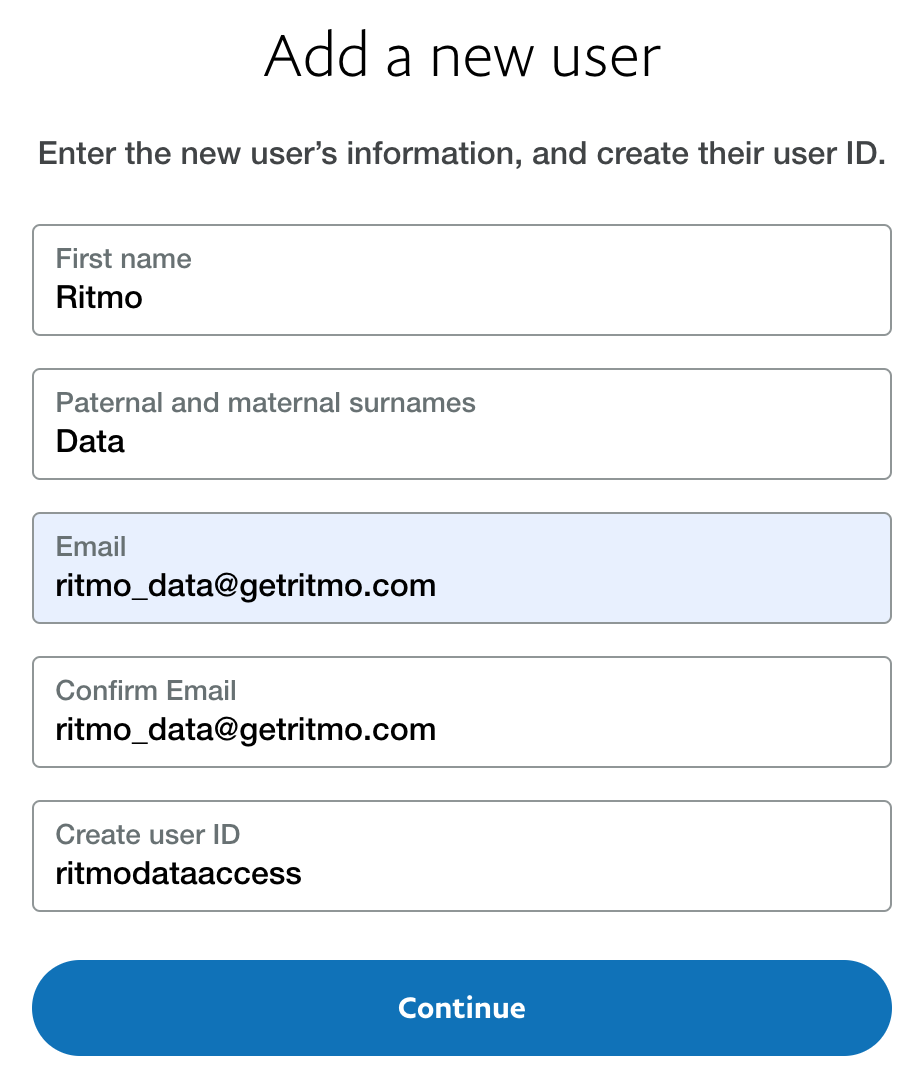 Add a new user
Enter the new user’s information, and create their user ID.
First name
Ritmo
Paternal and maternal surnames
Data
Email
ritmo_data@getritmo.com
Confirm Email
ritmo_data@getritmo.com
Create user ID
ritmodataaccess
Continue